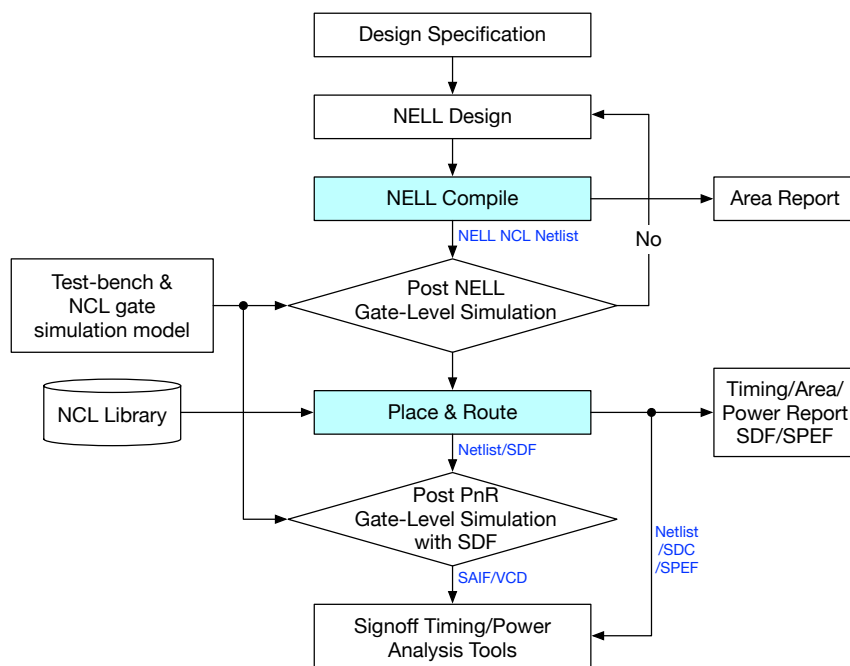 Design Specification
NELL Design
NELL Compile
Area Report
NELL NCL Netlist
No
Test-bench &
NCL gate
simulation model
Post NELL
Gate-Level Simulation
NCL Library
Place & Route
Timing/Area/
Power Report
SDF/SPEF
Netlist/SDF
Post PnR
Gate-Level Simulation
with SDF
Netlist
/SDC
/SPEF
SAIF/VCD
Signoff Timing/Power
Analysis Tools